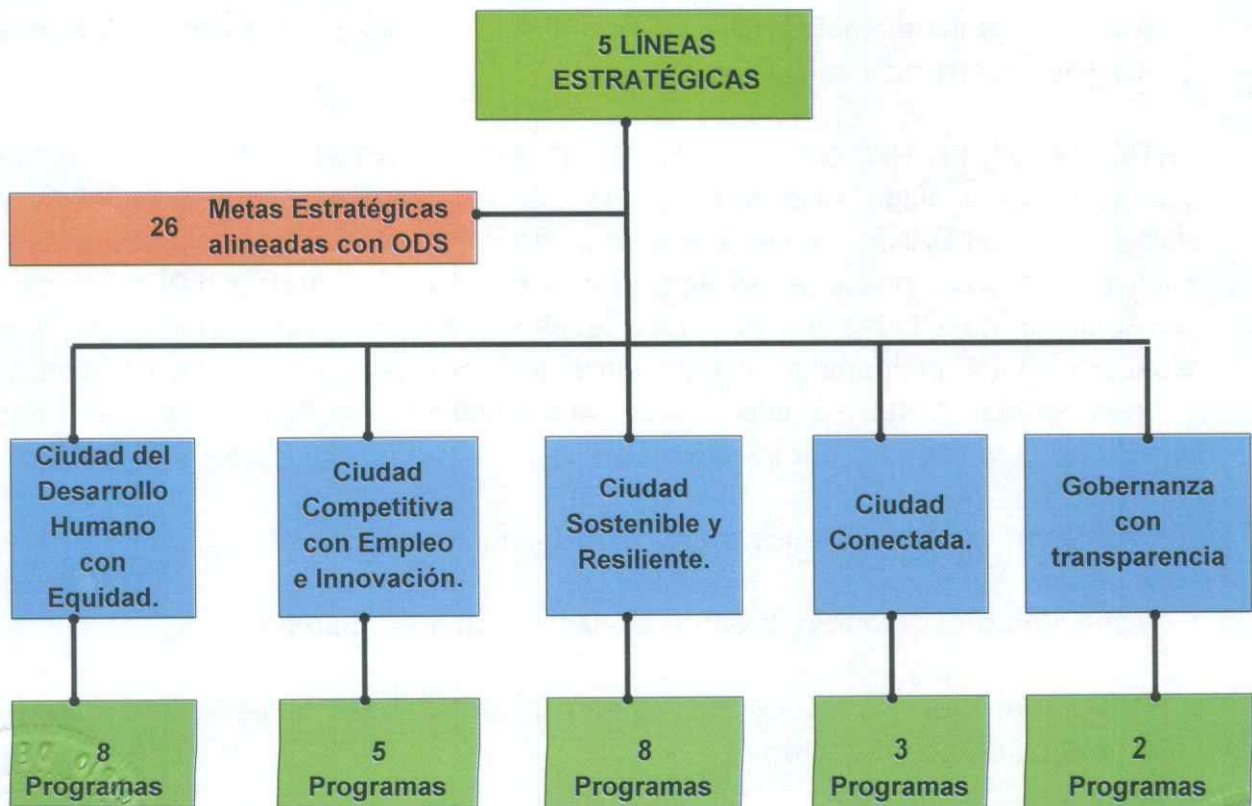 5 LÍNEAS
ESTRATÉGICAS
26 Metas Estratégicas
alineadas con ODS
Ciudad del
Desarrollo
Humano
con
Equidad.
Ciudad
Competitiva
con Empleo
e Innovación.
Ciudad
Sostenible y
Resiliente.
Ciudad
Conectada.
Gobernanza
con
transparencia
8
Programas
5
Programas
8
Programas
3
Programas
2
Programas